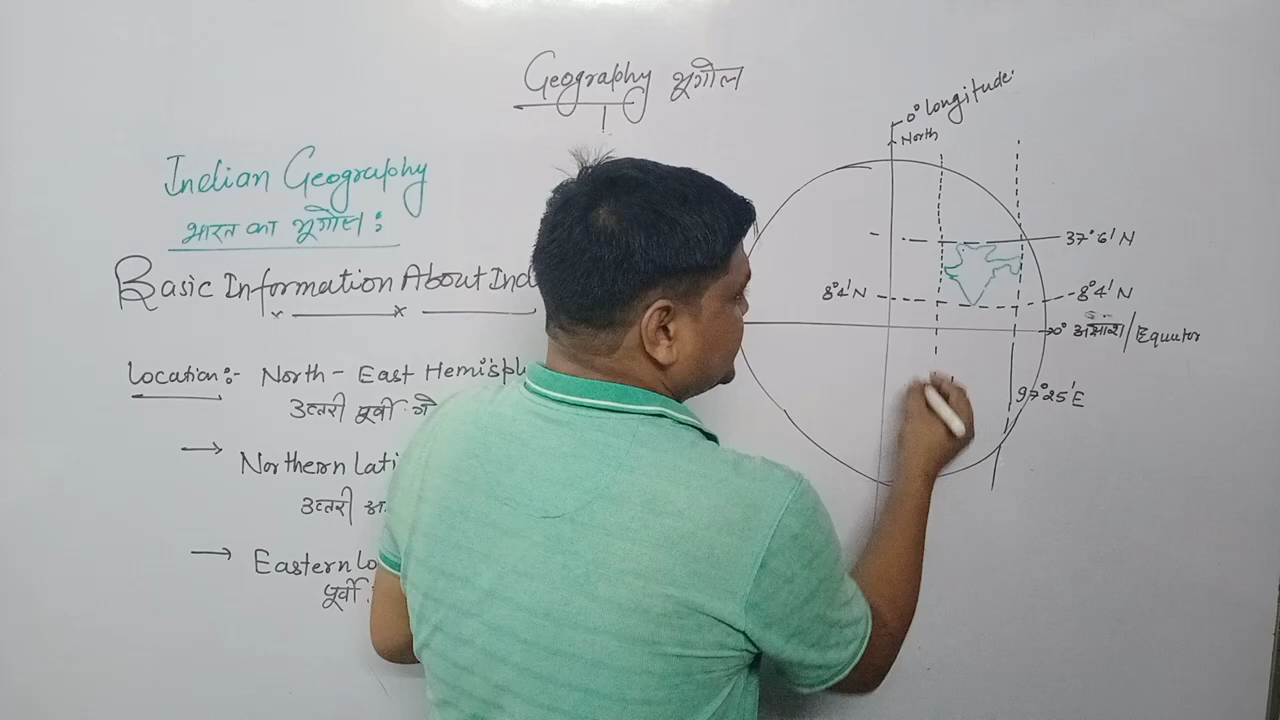 Geography भूगोल
Indian Geography
भारत का भूगोल :
Basic Information About Ind
Location:- North - East Hemisph
उत्तरी पूर्वी गो
→ Northern Lati
उत्तरी अ
→ Eastern Lo
पूर्वी
0° longitude
North
37°6'N
8°4'N
8°4'N
0° अक्षांश/Equutor
97°25'E